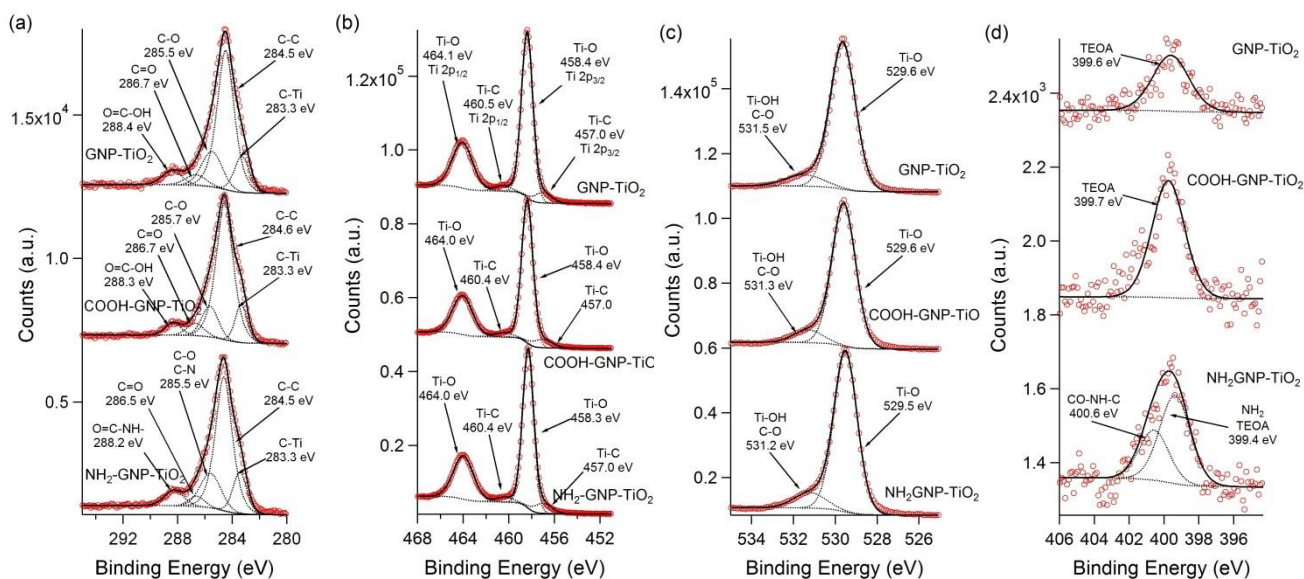 (a)
C-O
285.5 eV
C=O
286.7 eV
O=C-OH
288.4 eV
C-C
284.5 eV
C-Ti
283.3 eV
GNP-TiO₂
1.5x10⁴
C-O
285.7 eV
C=O
286.7 eV
O=C-OH
288.3 eV
C-C
284.6 eV
C-Ti
283.3 eV
COOH-GNP-TiO
1.0
C-O
C-N
285.5 eV
C=O
286.5 eV
O=C-NH-
288.2 eV
C-C
284.5 eV
C-Ti
283.3 eV
NH₂-GNP-TiO₂
0.5
Counts (a.u.)
292 288 284 280
Binding Energy (eV)
(b)
Ti-O
464.1 eV
Ti 2p₁/₂
Ti-C
460.5 eV
Ti 2p₁/₂
Ti-O
458.4 eV
Ti 2p₃/₂
Ti-C
457.0 eV
Ti 2p₃/₂
GNP-TiO₂
1.2x10⁵
1.0
0.8
Ti-O
464.0 eV
Ti-C
460.4 eV
Ti-O
458.4 eV
Ti-C
457.0
COOH-GNP-TiO
0.6
0.4
Ti-O
464.0 eV
Ti-C
460.4 eV
Ti-O
458.3 eV
Ti-C
457.0 eV
NH₂-GNP-TiO₂
0.2
Counts (a.u.)
468 464 460 456 452
Binding Energy (eV)
(c)
Ti-OH
C-O
531.5 eV
Ti-O
529.6 eV
GNP-TiO₂
1.4x10⁵
1.2
1.0
Ti-OH
C-O
531.3 eV
Ti-O
529.6 eV
COOH-GNP-TiO
0.8
0.6
Ti-OH
C-O
531.2 eV
Ti-O
529.5 eV
NH₂GNP-TiO₂
0.4
0.2
Counts (a.u.)
534 532 530 528 526
Binding Energy (eV)
(d)
TEOA
399.6 eV
GNP-TiO₂
2.4x10³
2.2
TEOA
399.7 eV
COOH-GNP-TiO₂
2.0
1.8
CO-NH-C
400.6 eV
NH₂
TEOA
399.4 eV
NH₂GNP-TiO₂
1.6
1.4
Counts (a.u.)
406 404 402 400 398 396
Binding Energy (eV)